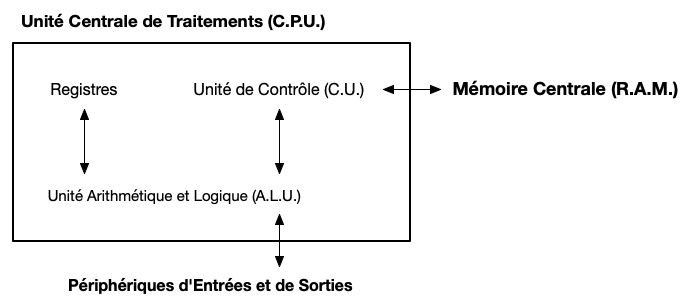 Unité Centrale de Traitements (C.P.U.)
Registres
Unité de Contrôle (C.U.)
Mémoire Centrale (R.A.M.)
Unité Arithmétique et Logique (A.L.U.)
Périphériques d'Entrées et de Sorties